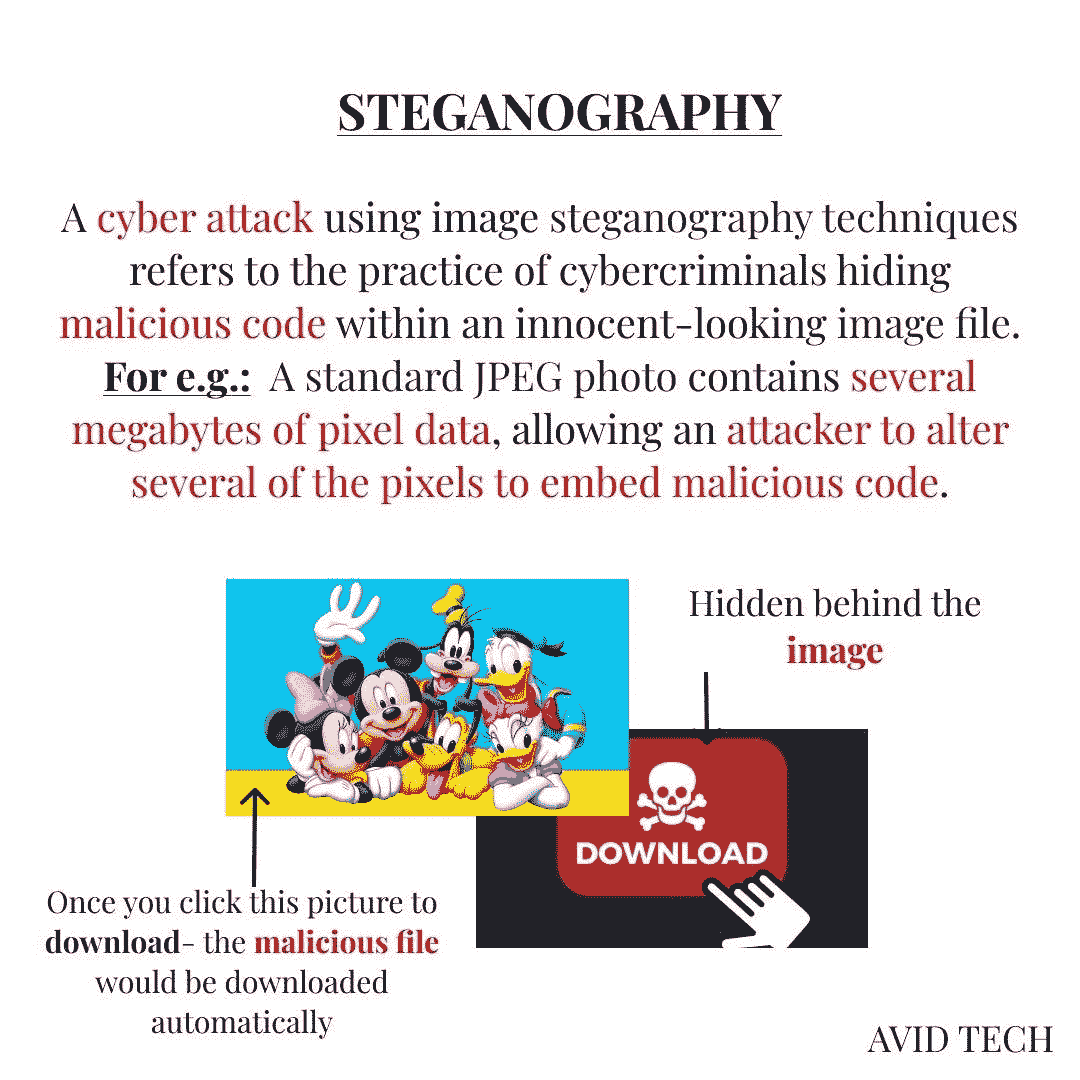 STEGANOGRAPHY
A cyber attack using image steganography techniques
refers to the practice of cybercriminals hiding
malicious code within an innocent-looking image file.
For e.g.: A standard JPEG photo contains several
megabytes of pixel data, allowing an attacker to alter
several of the pixels to embed malicious code.
Hidden behind the
image
DOWNLOAD
Once you click this picture to
download- the malicious file
would be downloaded
automatically
AVID TECH